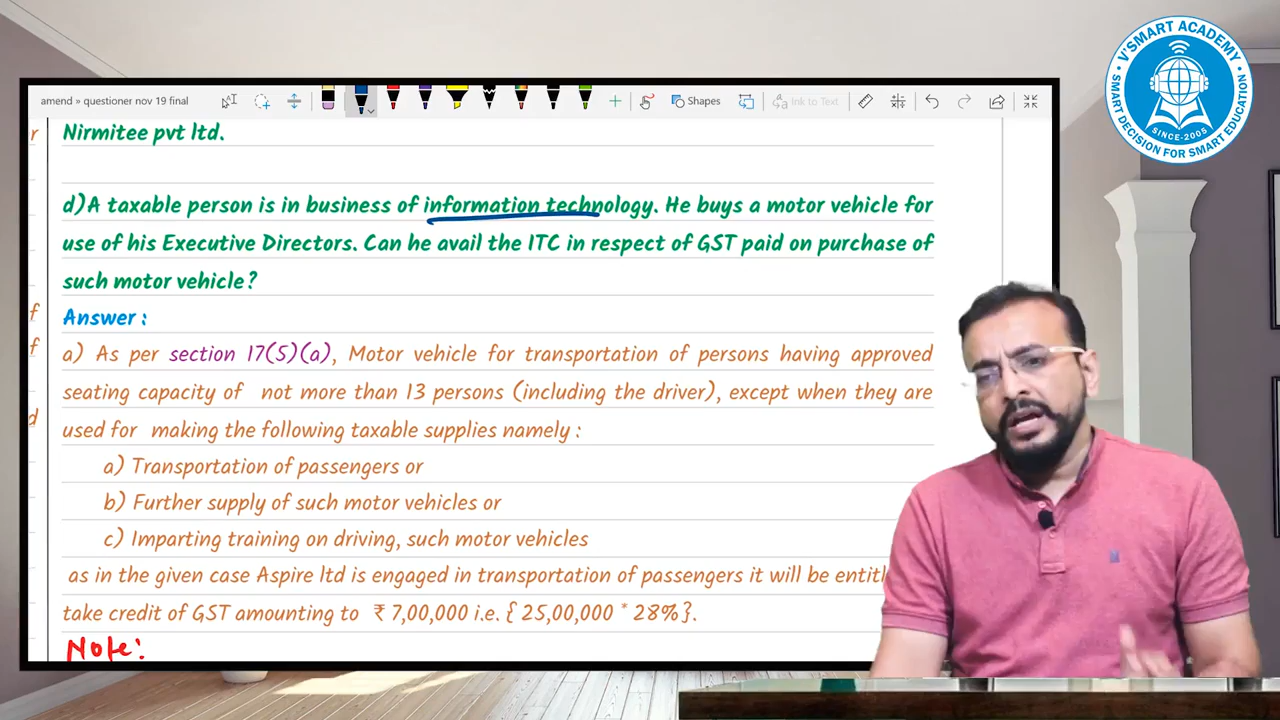 amend » questioner nov 19 final
Shapes
Ink to Text
r
Nirmitee pvt ltd.
d)A taxable person is in business of information technology. He buys a motor vehicle for
use of his Executive Directors. Can he avail the ITC in respect of GST paid on purchase of
such motor vehicle?
f
Answer :
f
a) As per section 17(5)(a), Motor vehicle for transportation of persons having approved
seating capacity of not more than 13 persons (including the driver), except when they are
d
used for making the following taxable supplies namely :
a) Transportation of passengers or
b) Further supply of such motor vehicles or
c) Imparting training on driving, such motor vehicles
as in the given case Aspire ltd is engaged in transportation of passengers it will be entitl
take credit of GST amounting to ₹ 7,00,000 i.e. { 25,00,000 * 28%}.
Note:
V'SMART ACADEMY
SINCE-2005
SMART DECISION FOR SMART EDUCATION